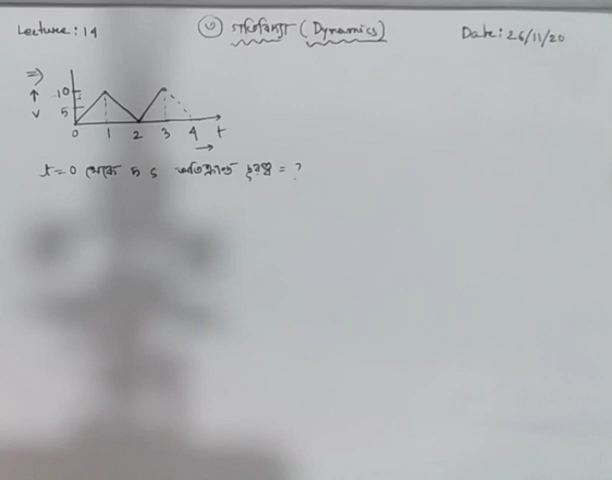 Lecture: 14
৩ গতিবিদ্যা (Dynamics)
Date: 26/11/20
=>
↑ 10
v 5
0 1 2 3 4 t
→
t = 0 থেকে 5 s অতিক্রান্ত দূরত্ব = ?